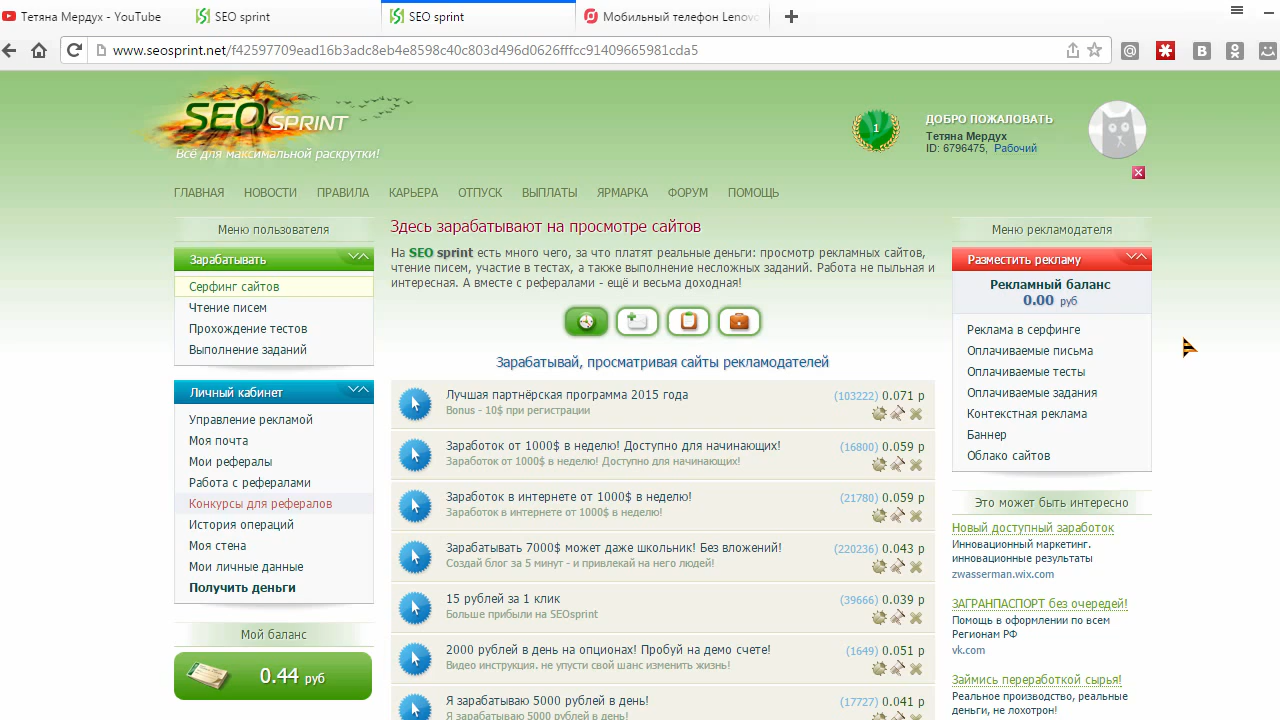 Тетяна Мердух - YouTube
SEO sprint
SEO sprint
Мобильный телефон Lenovo
www.seosprint.net/f42597709ead16b3adc8eb4e8598c40c803d496d0626fffcc91409665981cda5
SEO SPRINT
Всё для максимальной раскрутки!
1
ДОБРО ПОЖАЛОВАТЬ
Тетяна Мердух
ID: 6796475, Рабочий
ГЛАВНАЯ НОВОСТИ ПРАВИЛА КАРЬЕРА ОТПУСК ВЫПЛАТЫ ЯРМАРКА ФОРУМ ПОМОЩЬ
Меню пользователя
Зарабатывать
Серфинг сайтов
Чтение писем
Прохождение тестов
Выполнение заданий
Личный кабинет
Управление рекламой
Моя почта
Мои рефералы
Работа с рефералами
Конкурсы для рефералов
История операций
Моя стена
Мои личные данные
Получить деньги
Мой баланс
0.44 руб
Здесь зарабатывают на просмотре сайтов
На SEO sprint есть много чего, за что платят реальные деньги: просмотр рекламных сайтов,
чтение писем, участие в тестах, а также выполнение несложных заданий. Работа не пыльная и
интересная. А вместе с рефералами - ещё и весьма доходная!
Зарабатывай, просматривая сайты рекламодателей
Лучшая партнёрская программа 2015 года (103222) 0.071 р
Bonus - 10$ при регистрации
Заработок от 1000$ в неделю! Доступно для начинающих! (16800) 0.059 р
Заработок от 1000$ в неделю! Доступно для начинающих!
Заработок в интернете от 1000$ в неделю! (21780) 0.059 р
Заработок в интернете от 1000$ в неделю!
Зарабатывать 7000$ может даже школьник! Без вложений! (220236) 0.043 р
Создай блог за 5 минут - и привлекай на него людей!
15 рублей за 1 клик (39666) 0.039 р
Больше прибыли на SEOsprint
2000 рублей в день на опционах! Пробуй на демо счете! (1649) 0.051 р
Видео инструкция. не упусти свой шанс изменить жизнь!
Я зарабатываю 5000 рублей в день! (17727) 0.041 р
Я зарабатываю 5000 рублей в день!
Меню рекламодателя
Разместить рекламу
Рекламный баланс
0.00 руб
Реклама в серфинге
Оплачиваемые письма
Оплачиваемые тесты
Оплачиваемые задания
Контекстная реклама
Баннер
Облако сайтов
Это может быть интересно
Новый доступный заработок
Инновационный маркетинг.
инновационные результаты
zwasserman.wix.com
ЗАГРАНПАСПОРТ без очередей!
Помощь в оформлении по всем
Регионам РФ
vk.com
Займись переработкой сырья!
Реальное производство, реальные
деньги, не лохотрон!